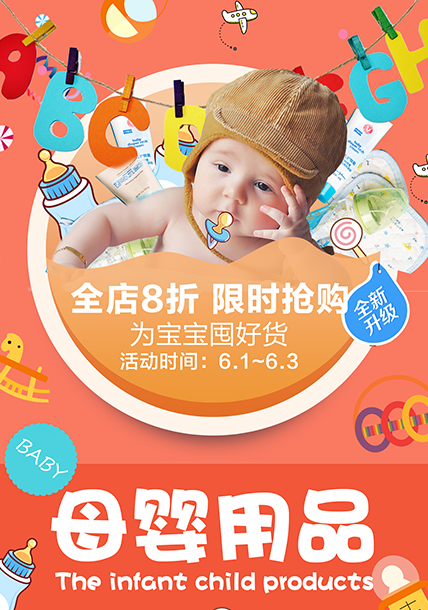 A B C D F G H
全店8折 限时抢购
为宝宝囤好货
活动时间：6.1~6.3
全新
升级
BABY
母婴用品
The infant child products